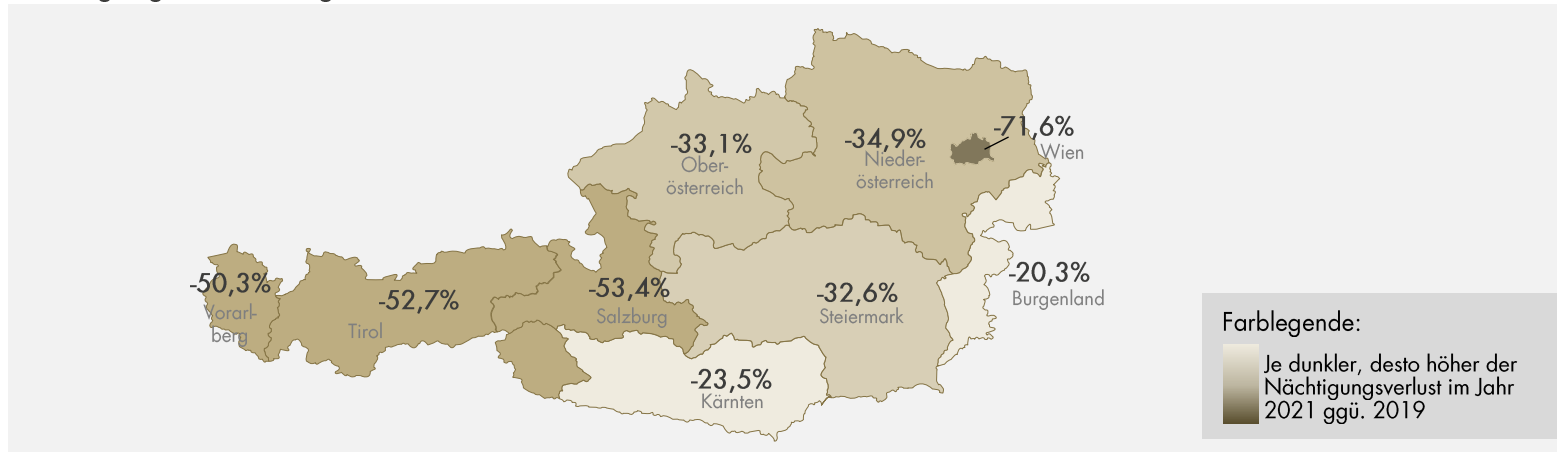 -71,6%
Wien
-33,1%
Ober-
österreich
-34,9%
Nieder-
österreich
-50,3%
Vorarl-
berg
-52,7%
Tirol
-53,4%
Salzburg
-32,6%
Steiermark
-20,3%
Burgenland
-23,5%
Kärnten
Farblegende:
Je dunkler, desto höher der
Nächtigungsverlust im Jahr
2021 ggü. 2019